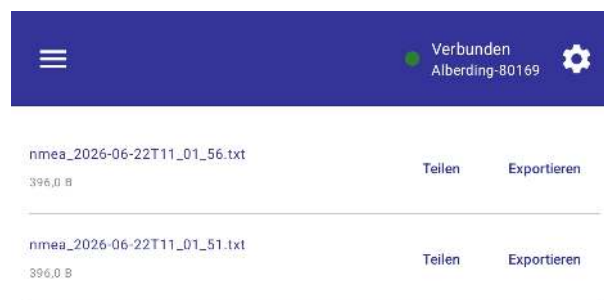 Verbunden
Alberding-80169
nmea_2026-06-22T11_01_56.txt
Teilen Exportieren
396,0 B
nmea_2026-06-22T11_01_51.txt
Teilen Exportieren
396,0 B